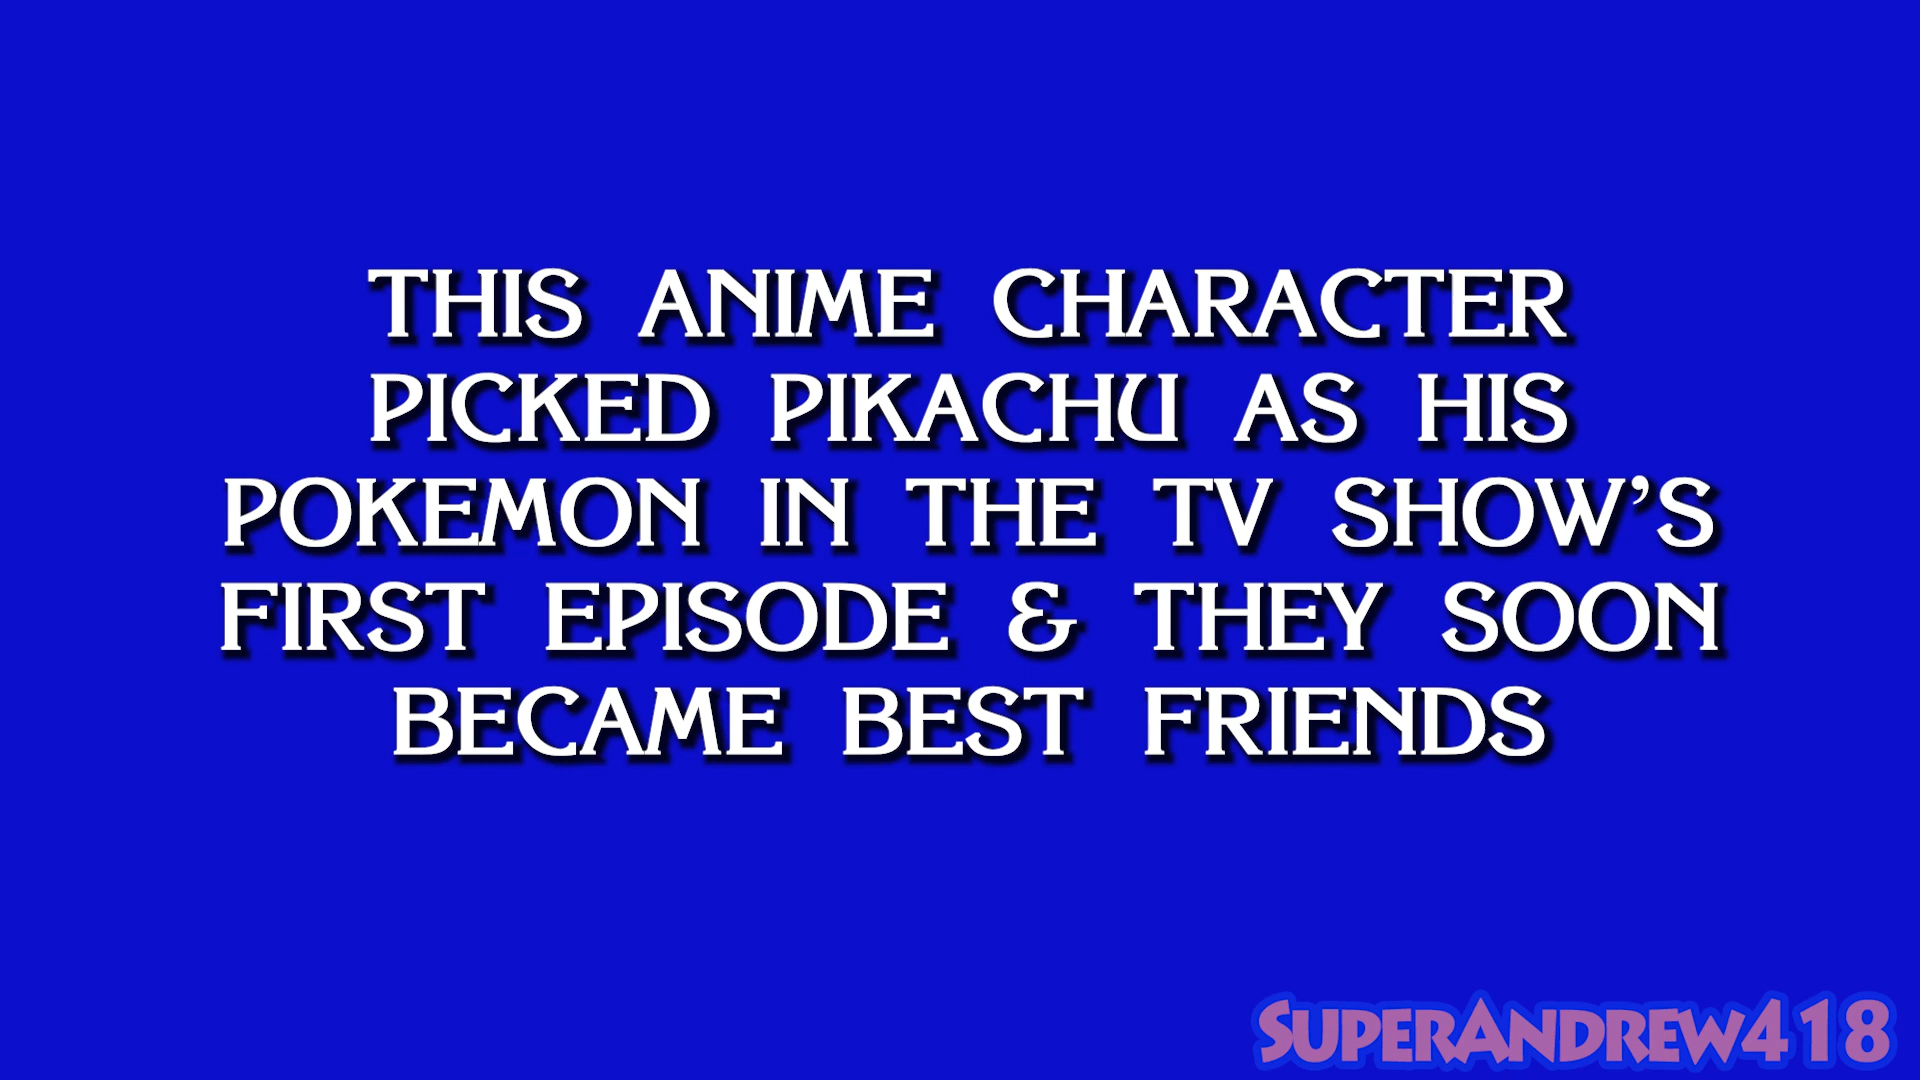 THIS ANIME CHARACTER
PICKED PIKACHU AS HIS
POKEMON IN THE TV SHOW'S
FIRST EPISODE & THEY SOON
BECAME BEST FRIENDS
SUPERANDREW418